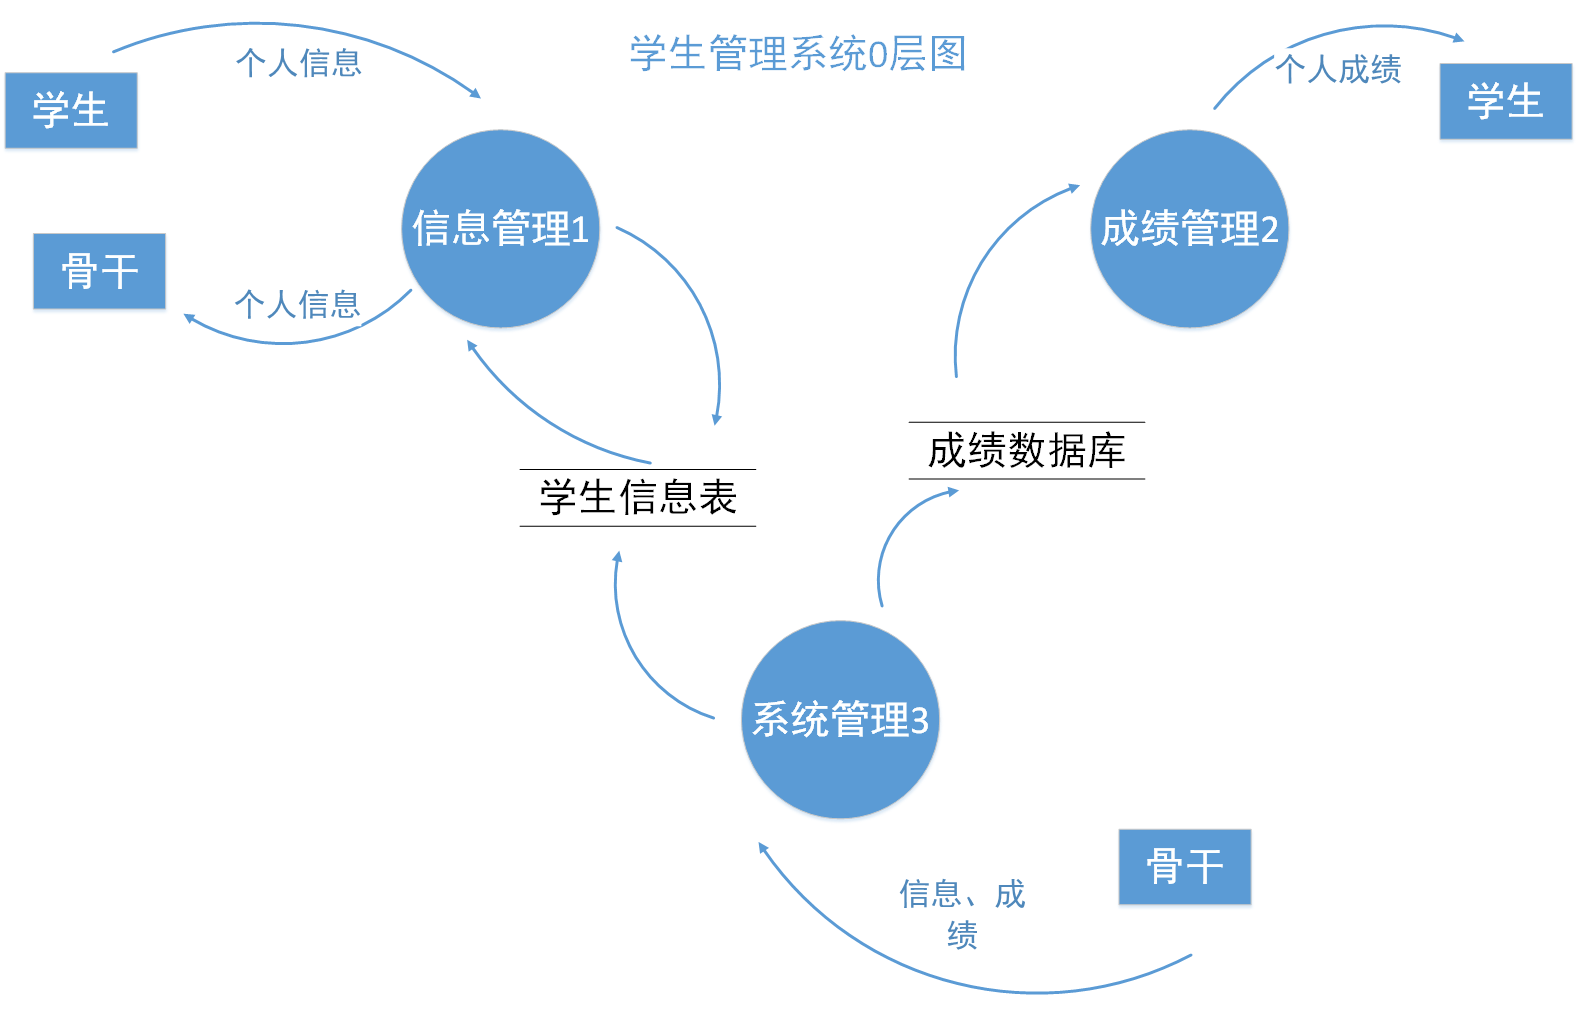 学生管理系统0层图
个人信息
个人成绩
学生
学生
信息管理1
成绩管理2
骨干
个人信息
成绩数据库
学生信息表
系统管理3
骨干
信息、成
绩